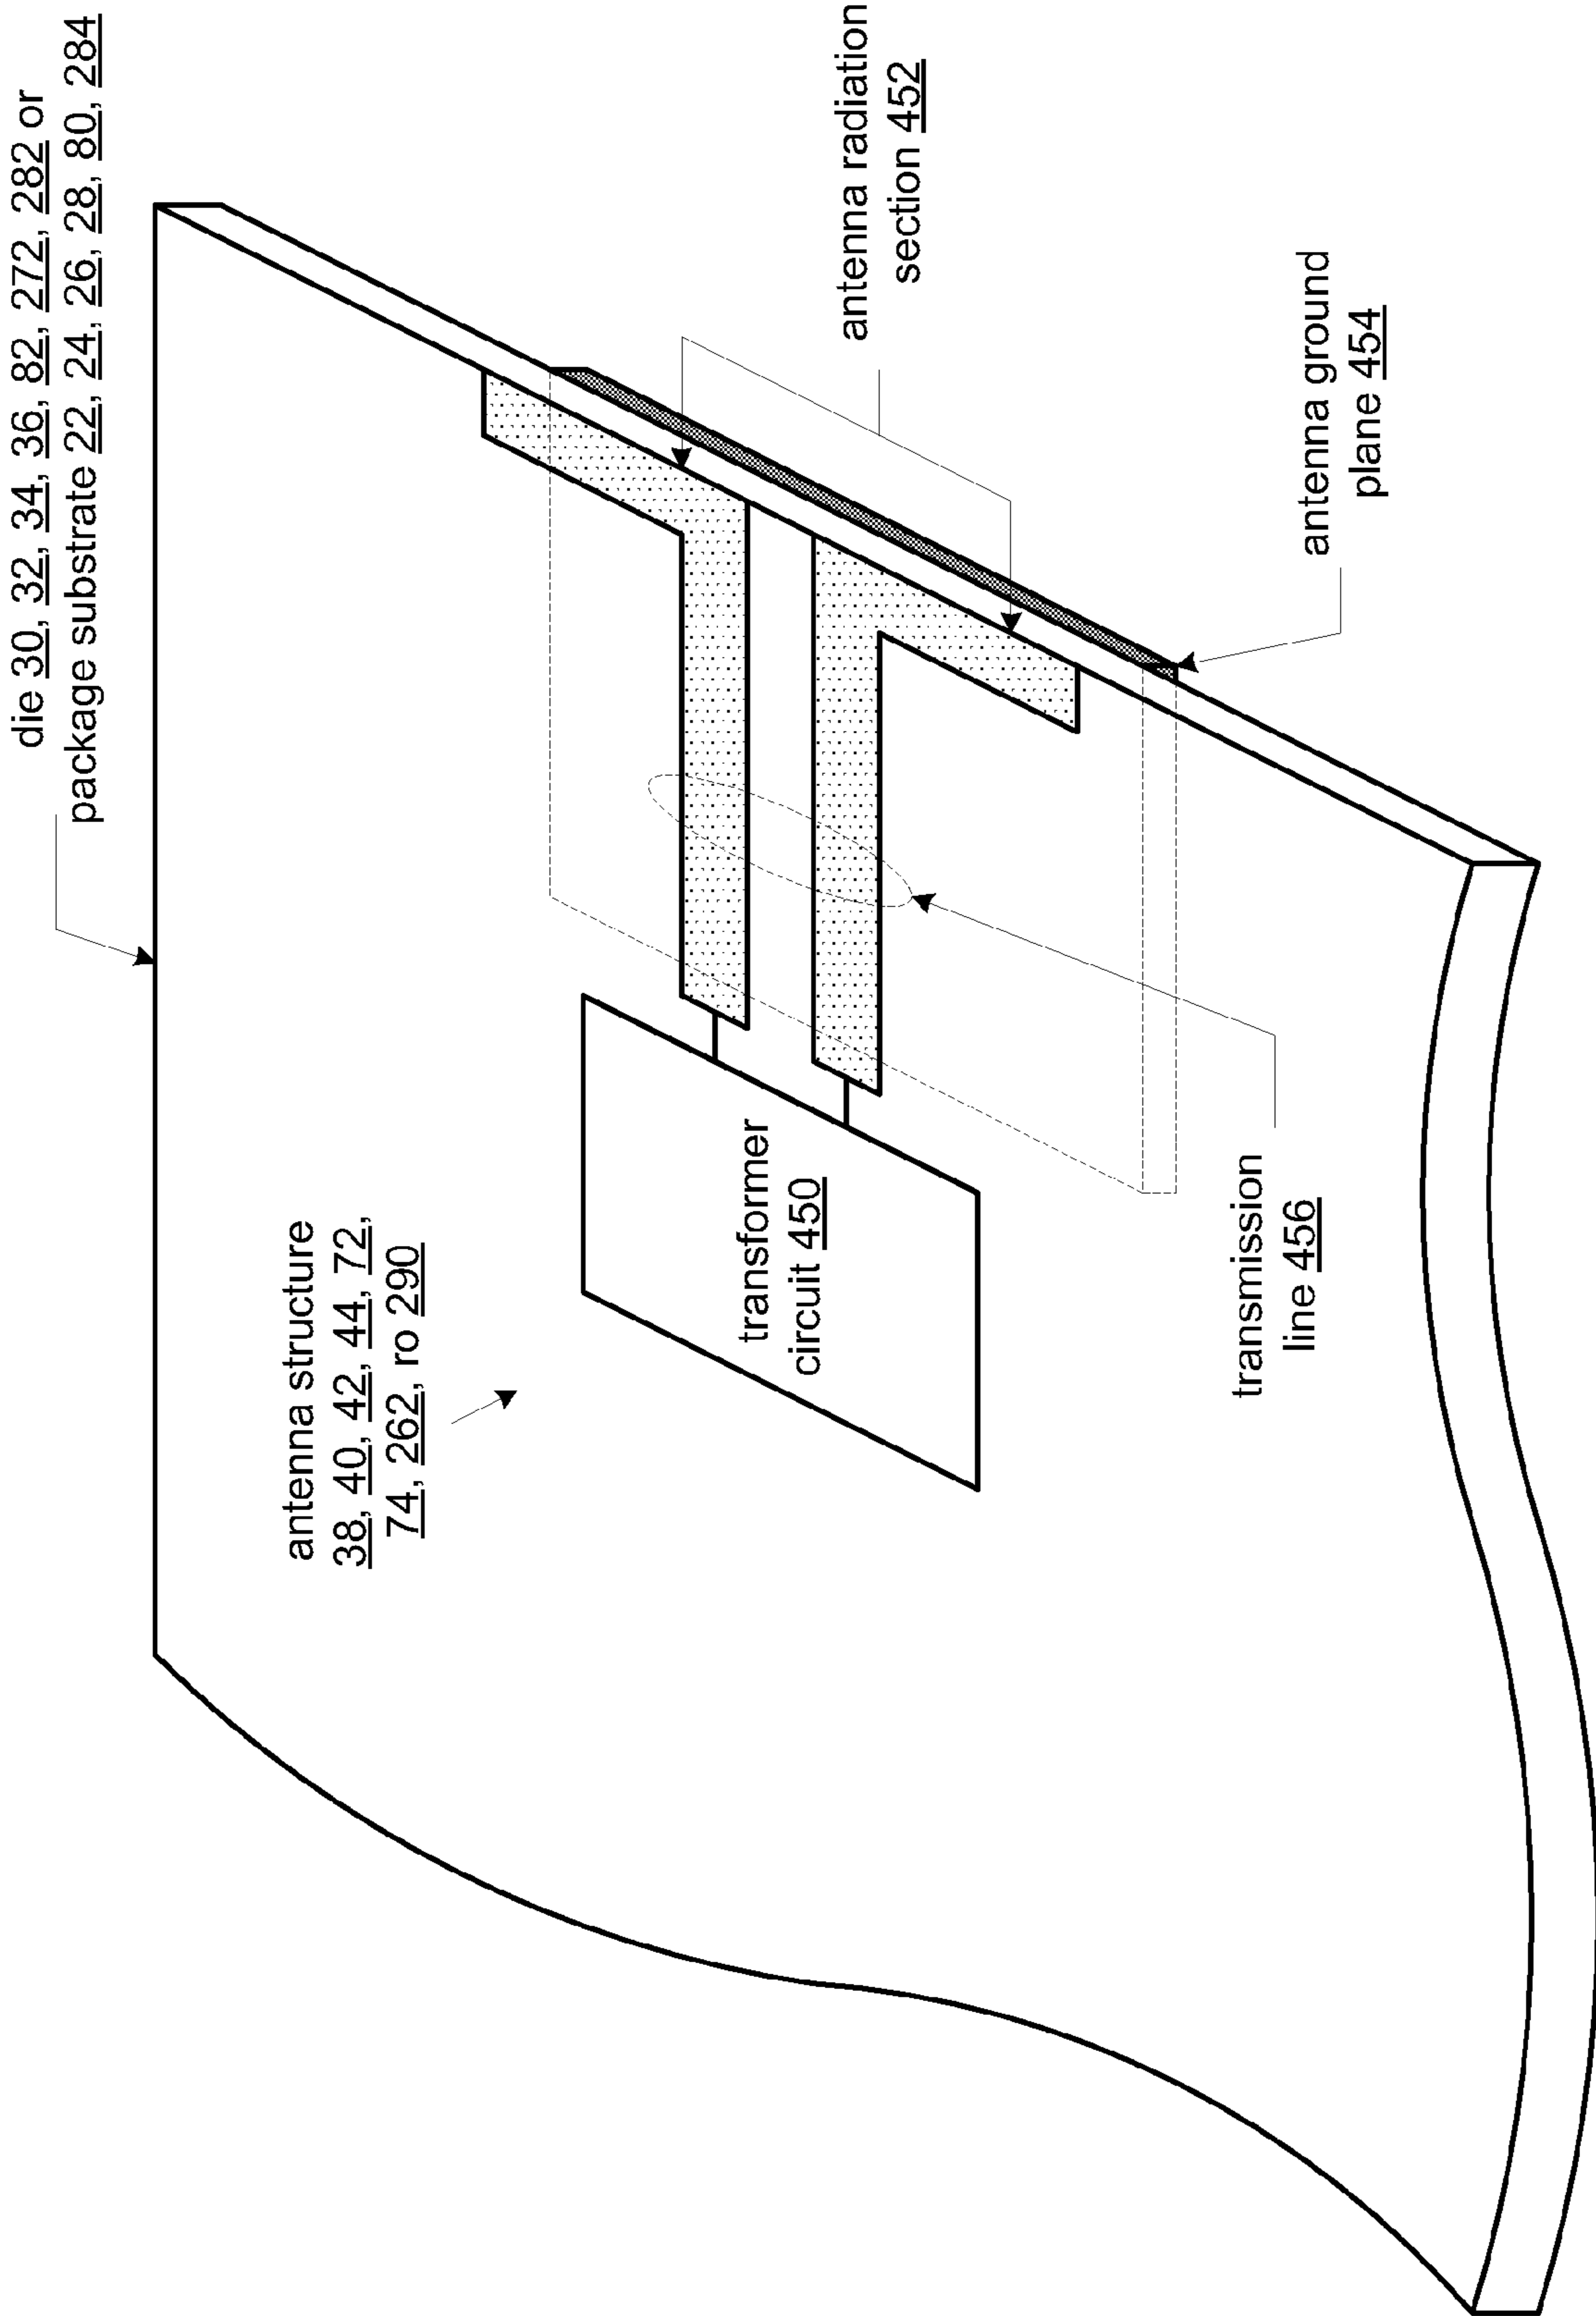 die 30, 32, 34, 36, 82, 272, 282 or
package substrate 22, 24, 26, 28, 80, 284
antenna structure
38, 40, 42, 44, 72,
74, 262, ro 290
transformer
circuit 450
antenna radiation
section 452
antenna ground
plane 454
transmission
line 456